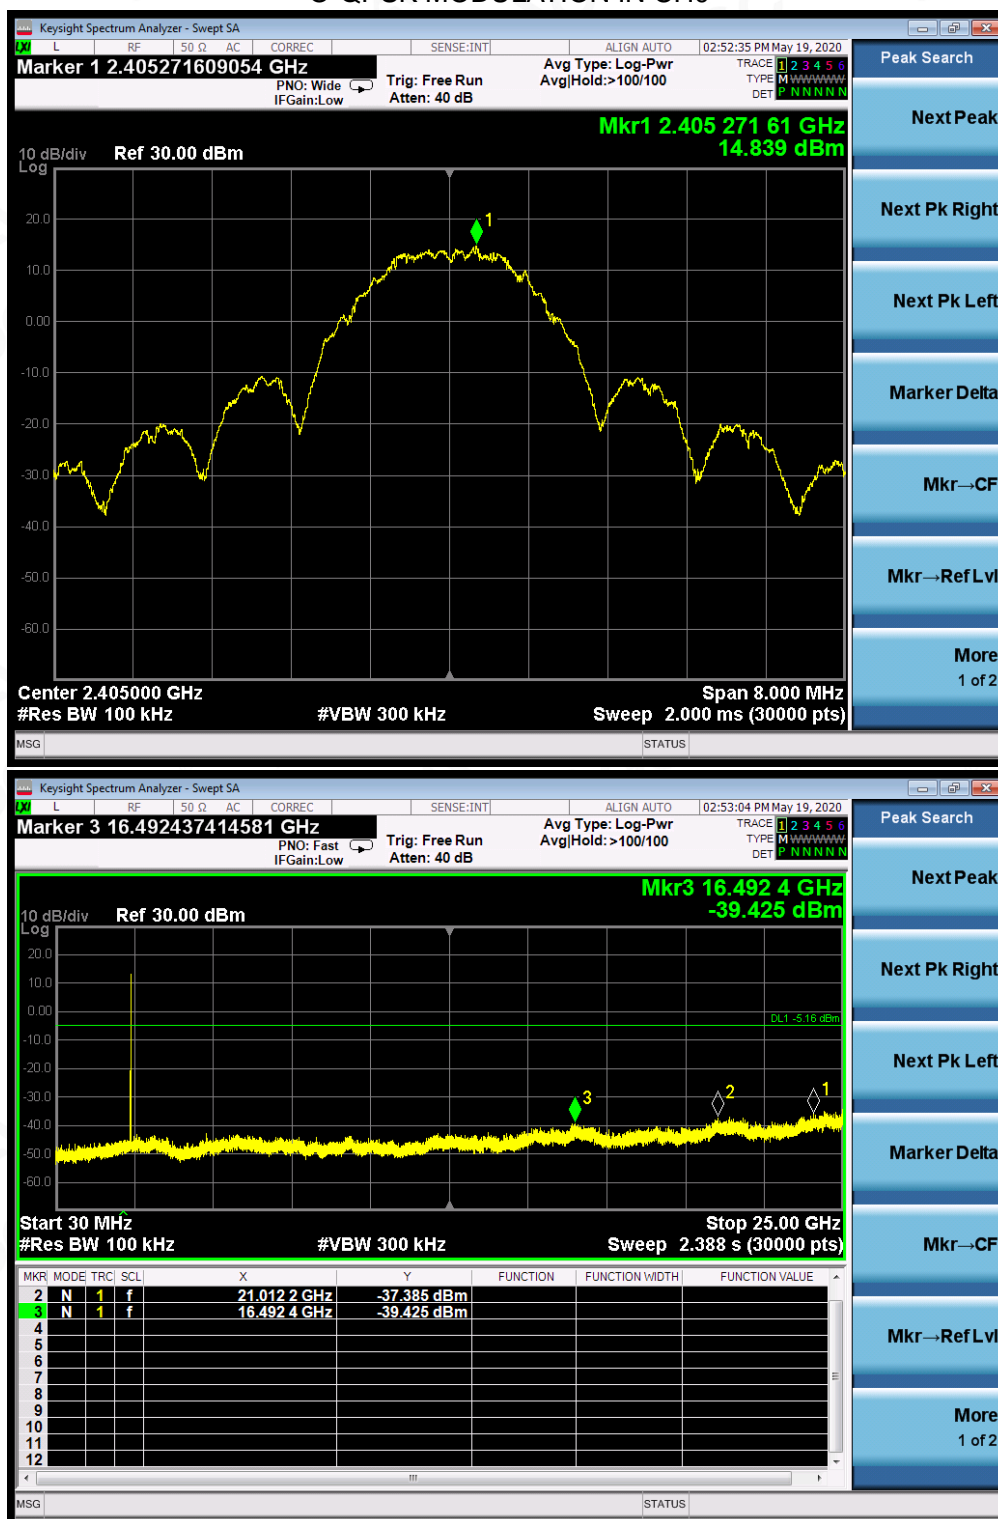 Keysight Spectrum Analyzer - Swept SA
LXI L RF 50 Ω AC CORREC SENSE:INT ALIGN AUTO 02:52:35 PM May 19, 2020
Marker 1 2.405271609054 GHz
PNO: Wide
IFGain:Low
Trig: Free Run
Atten: 40 dB
Avg Type: Log-Pwr
Avg|Hold:>100/100
TRACE 1 2 3 4 5 6
TYPE M WWWWW
DET P N N N N N
Mkr1 2.405 271 61 GHz
14.839 dBm
10 dB/div Ref 30.00 dBm
Log
20.0
10.0
0.00
-10.0
-20.0
-30.0
-40.0
-50.0
-60.0
1
Center 2.405000 GHz
Span 8.000 MHz
#Res BW 100 kHz
#VBW 300 kHz
Sweep 2.000 ms (30000 pts)
MSG
STATUS
Peak Search
Next Peak
Next Pk Right
Next Pk Left
Marker Delta
Mkr→CF
Mkr→Ref Lvl
More
1 of 2
Keysight Spectrum Analyzer - Swept SA
LXI L RF 50 Ω AC CORREC SENSE:INT ALIGN AUTO 02:53:04 PM May 19, 2020
Marker 3 16.492437414581 GHz
PNO: Fast
IFGain:Low
Trig: Free Run
Atten: 40 dB
Avg Type: Log-Pwr
Avg|Hold:>100/100
TRACE 1 2 3 4 5 6
TYPE M WWWWW
DET P N N N N N
Mkr3 16.492 4 GHz
-39.425 dBm
10 dB/div Ref 30.00 dBm
Log
20.0
10.0
0.00
-10.0
-20.0
-30.0
-40.0
-50.0
-60.0
DL1 -5.16 dBm
3
2
1
Start 30 MHz
Stop 25.00 GHz
#Res BW 100 kHz
#VBW 300 kHz
Sweep 2.388 s (30000 pts)
MKR MODE TRC SCL X Y FUNCTION FUNCTION WIDTH FUNCTION VALUE
2 N 1 f 21.012 2 GHz -37.385 dBm
3 N 1 f 16.492 4 GHz -39.425 dBm
4
5
6
7
8
9
10
11
12
MSG
STATUS
Peak Search
Next Peak
Next Pk Right
Next Pk Left
Marker Delta
Mkr→CF
Mkr→Ref Lvl
More
1 of 2